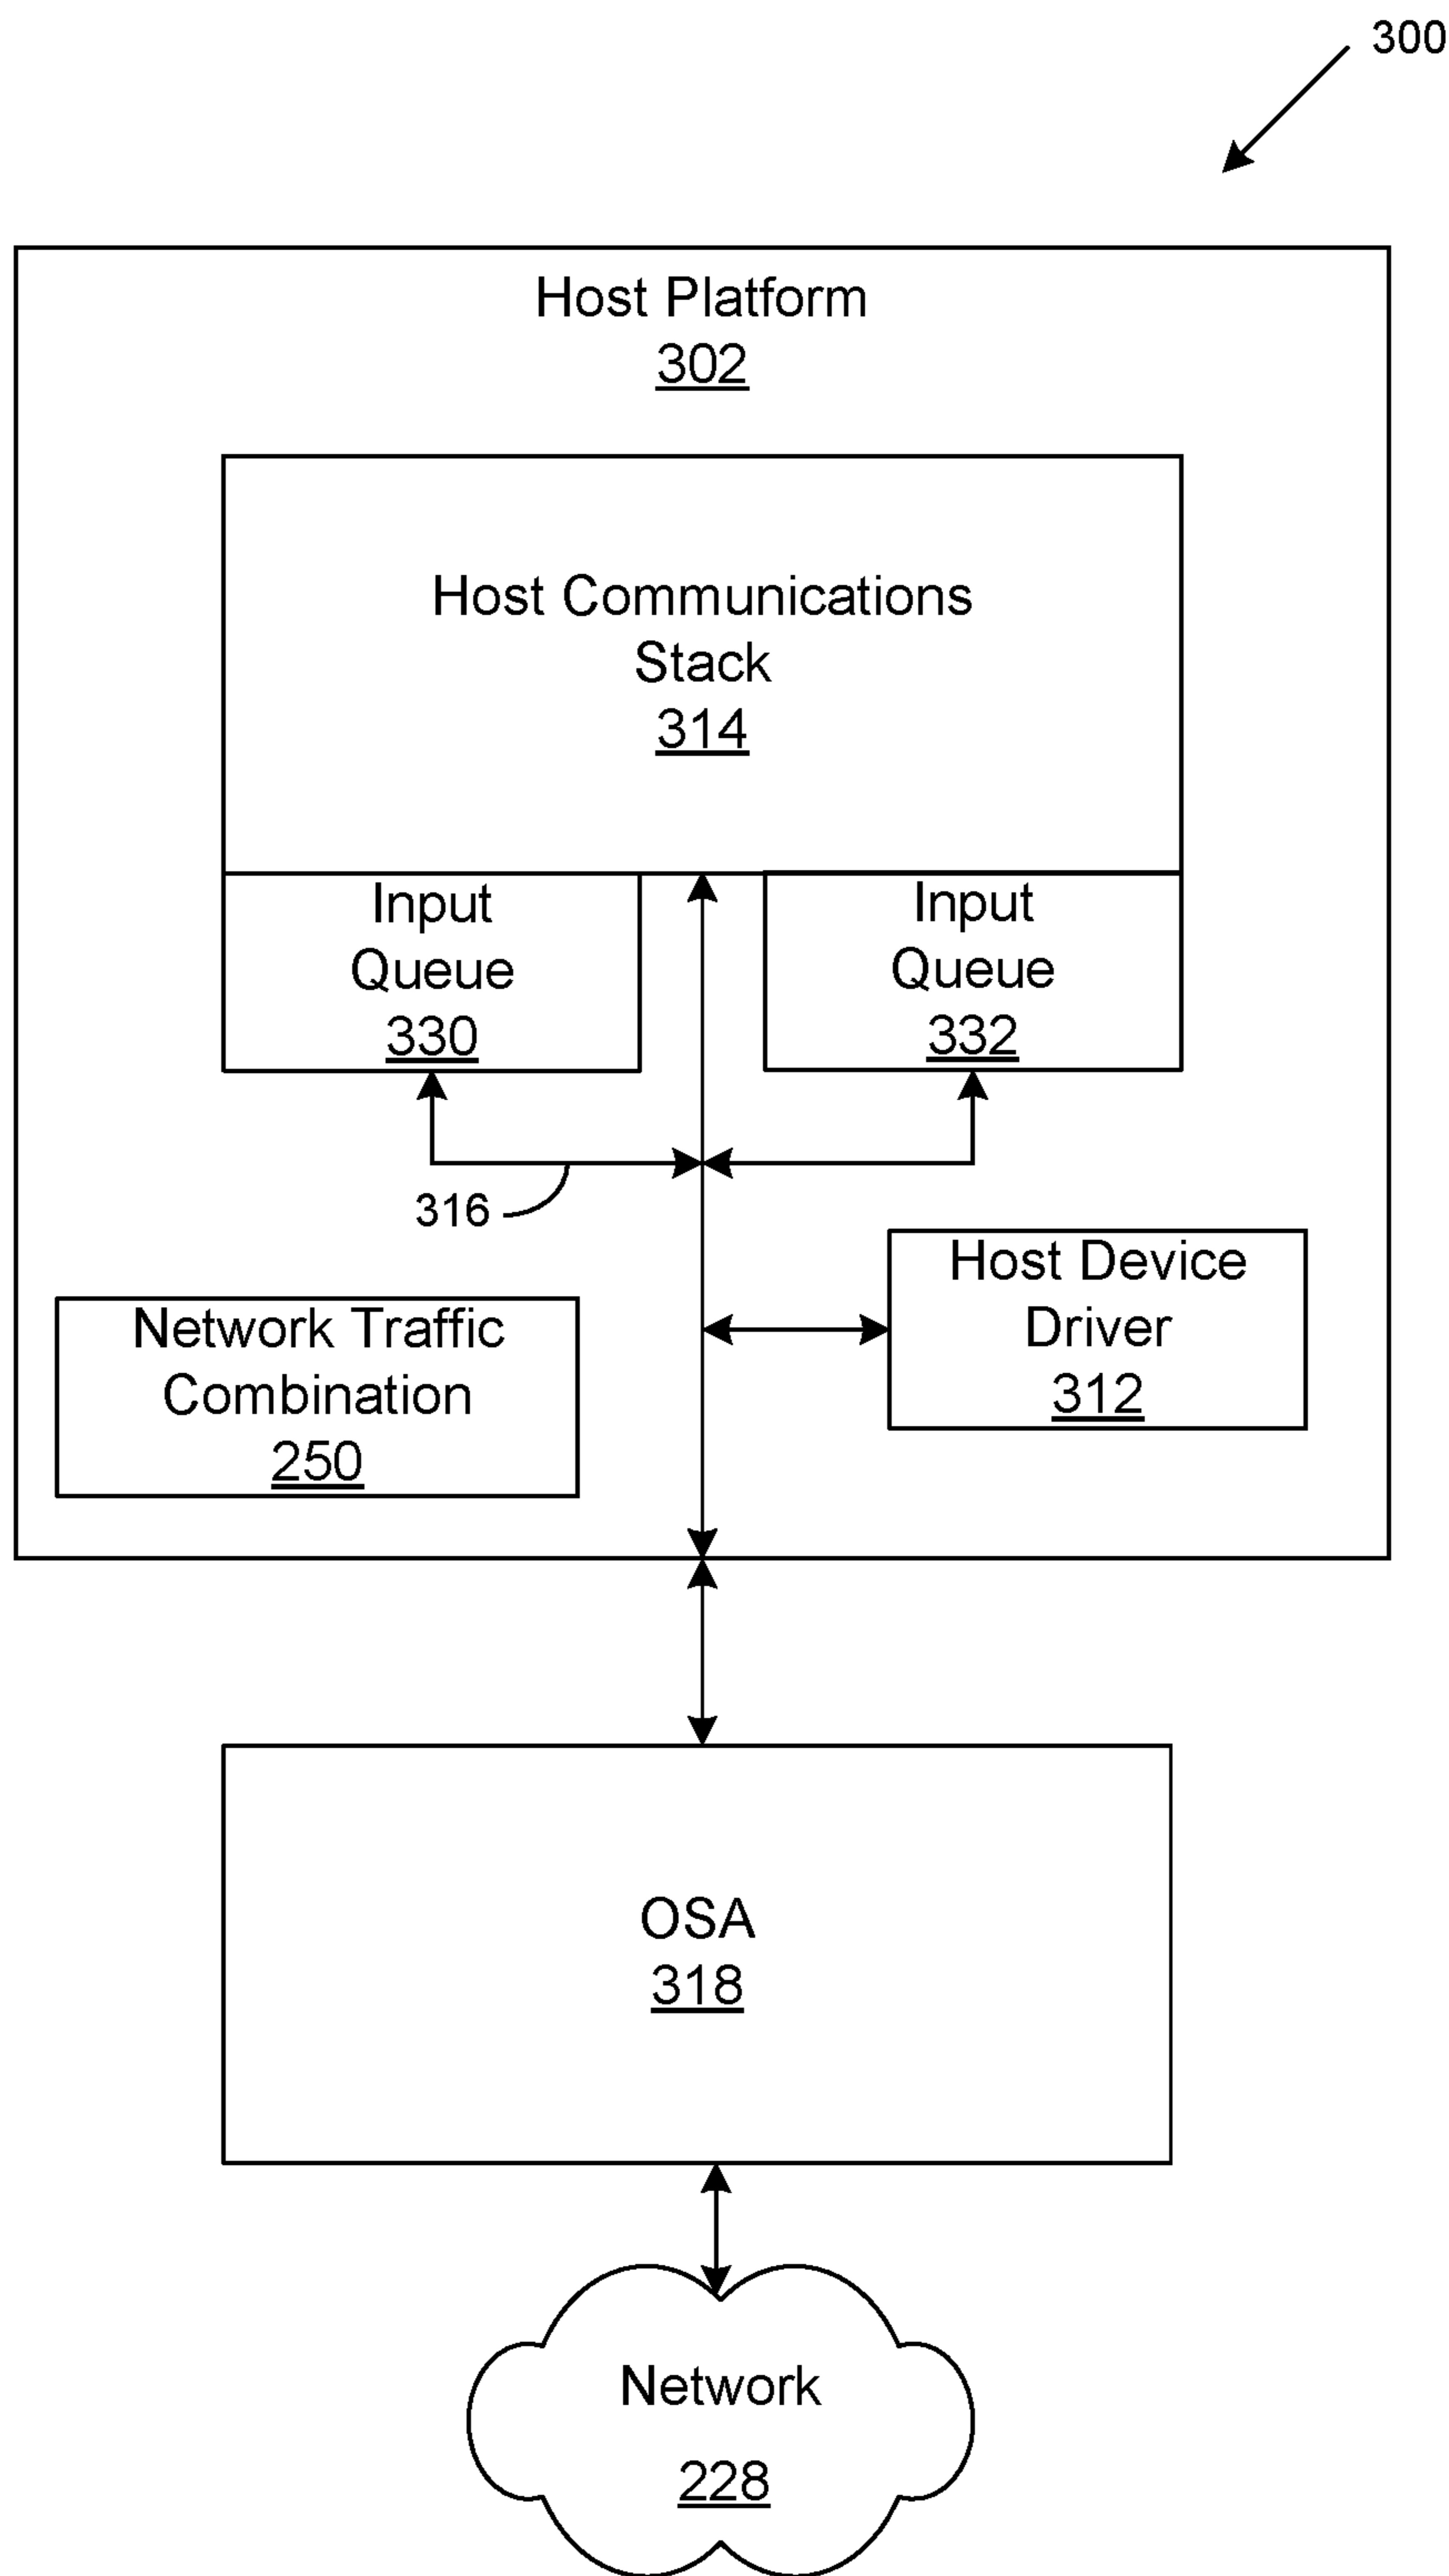 300
Host Platform
302
Host Communications
Stack
314
Input
Queue
330
Input
Queue
332
316
Host Device
Driver
312
Network Traffic
Combination
250
OSA
318
Network
228